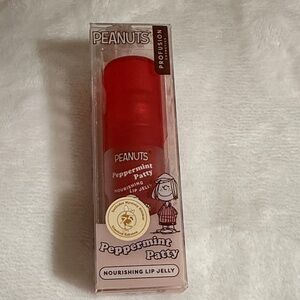 PEANUTS
PROFUSION
PEANUTS
Peppermint
Patty
NOURISHING
LIP JELLY
Peppermint
Patty
NOURISHING LIP JELLY